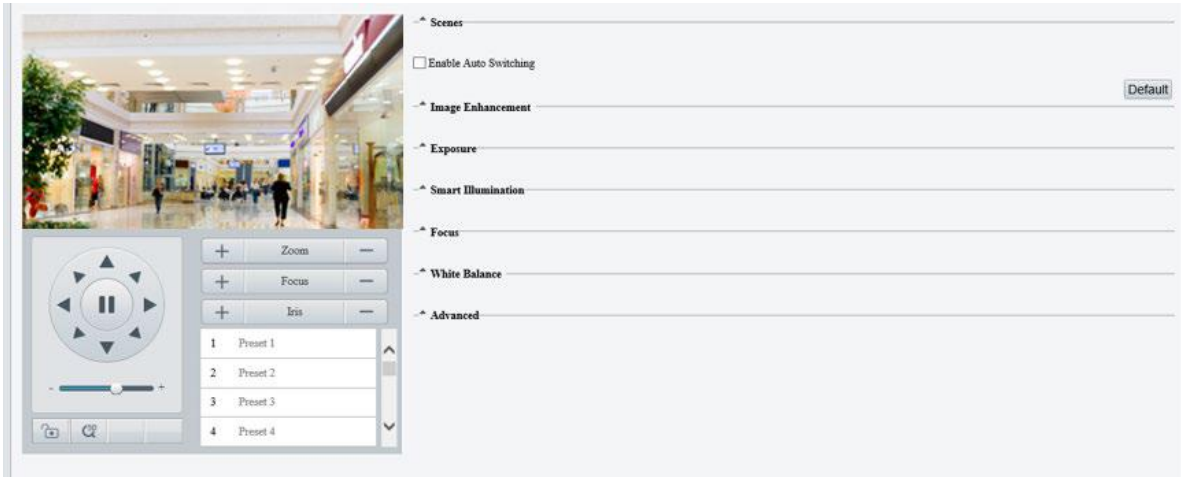 Scenes
Enable Auto Switching
Default
Image Enhancement
Exposure
Smart Illumination
Focus
White Balance
Advanced
+ Zoom −
+ Focus −
+ Iris −
1 Preset 1
2 Preset 2
3 Preset 3
4 Preset 4
- +
3D